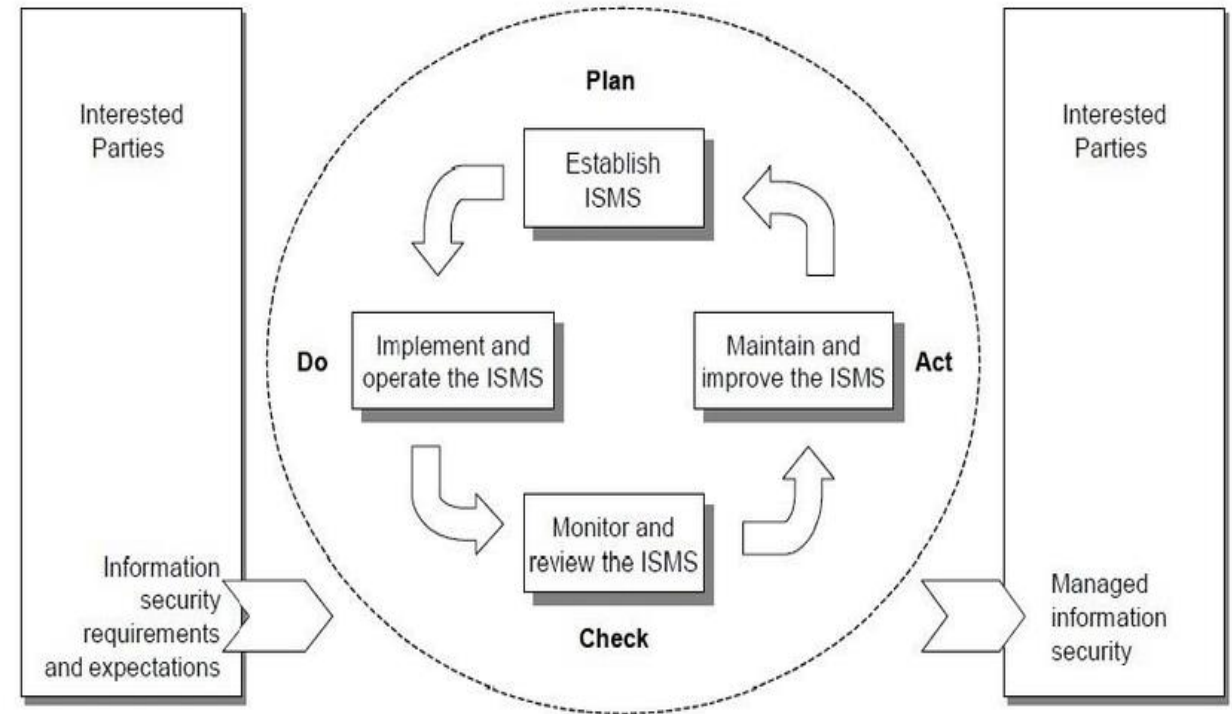 Interested
Parties
Information
security
requirements
and expectations
Plan
Establish
ISMS
Do
Implement and
operate the ISMS
Maintain and
improve the ISMS
Act
Monitor and
review the ISMS
Check
Interested
Parties
Managed
information
security